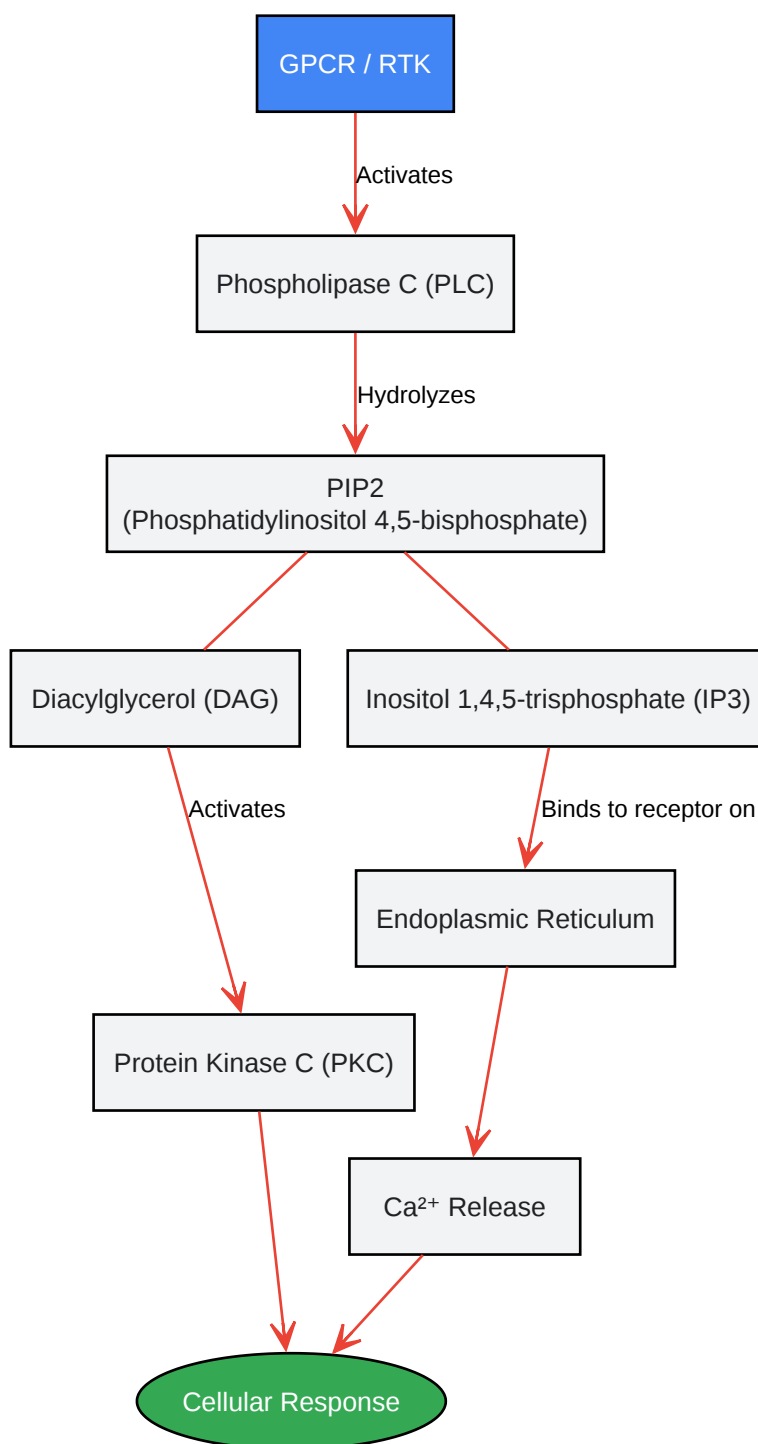 GPCR / RTK
Activates
Phospholipase C (PLC)
Hydrolyzes
PIP2
(Phosphatidylinositol 4,5-bisphosphate)
Diacylglycerol (DAG)
Inositol 1,4,5-trisphosphate (IP3)
Activates
Binds to receptor on
Endoplasmic Reticulum
Protein Kinase C (PKC)
Ca²⁺ Release
Cellular Response